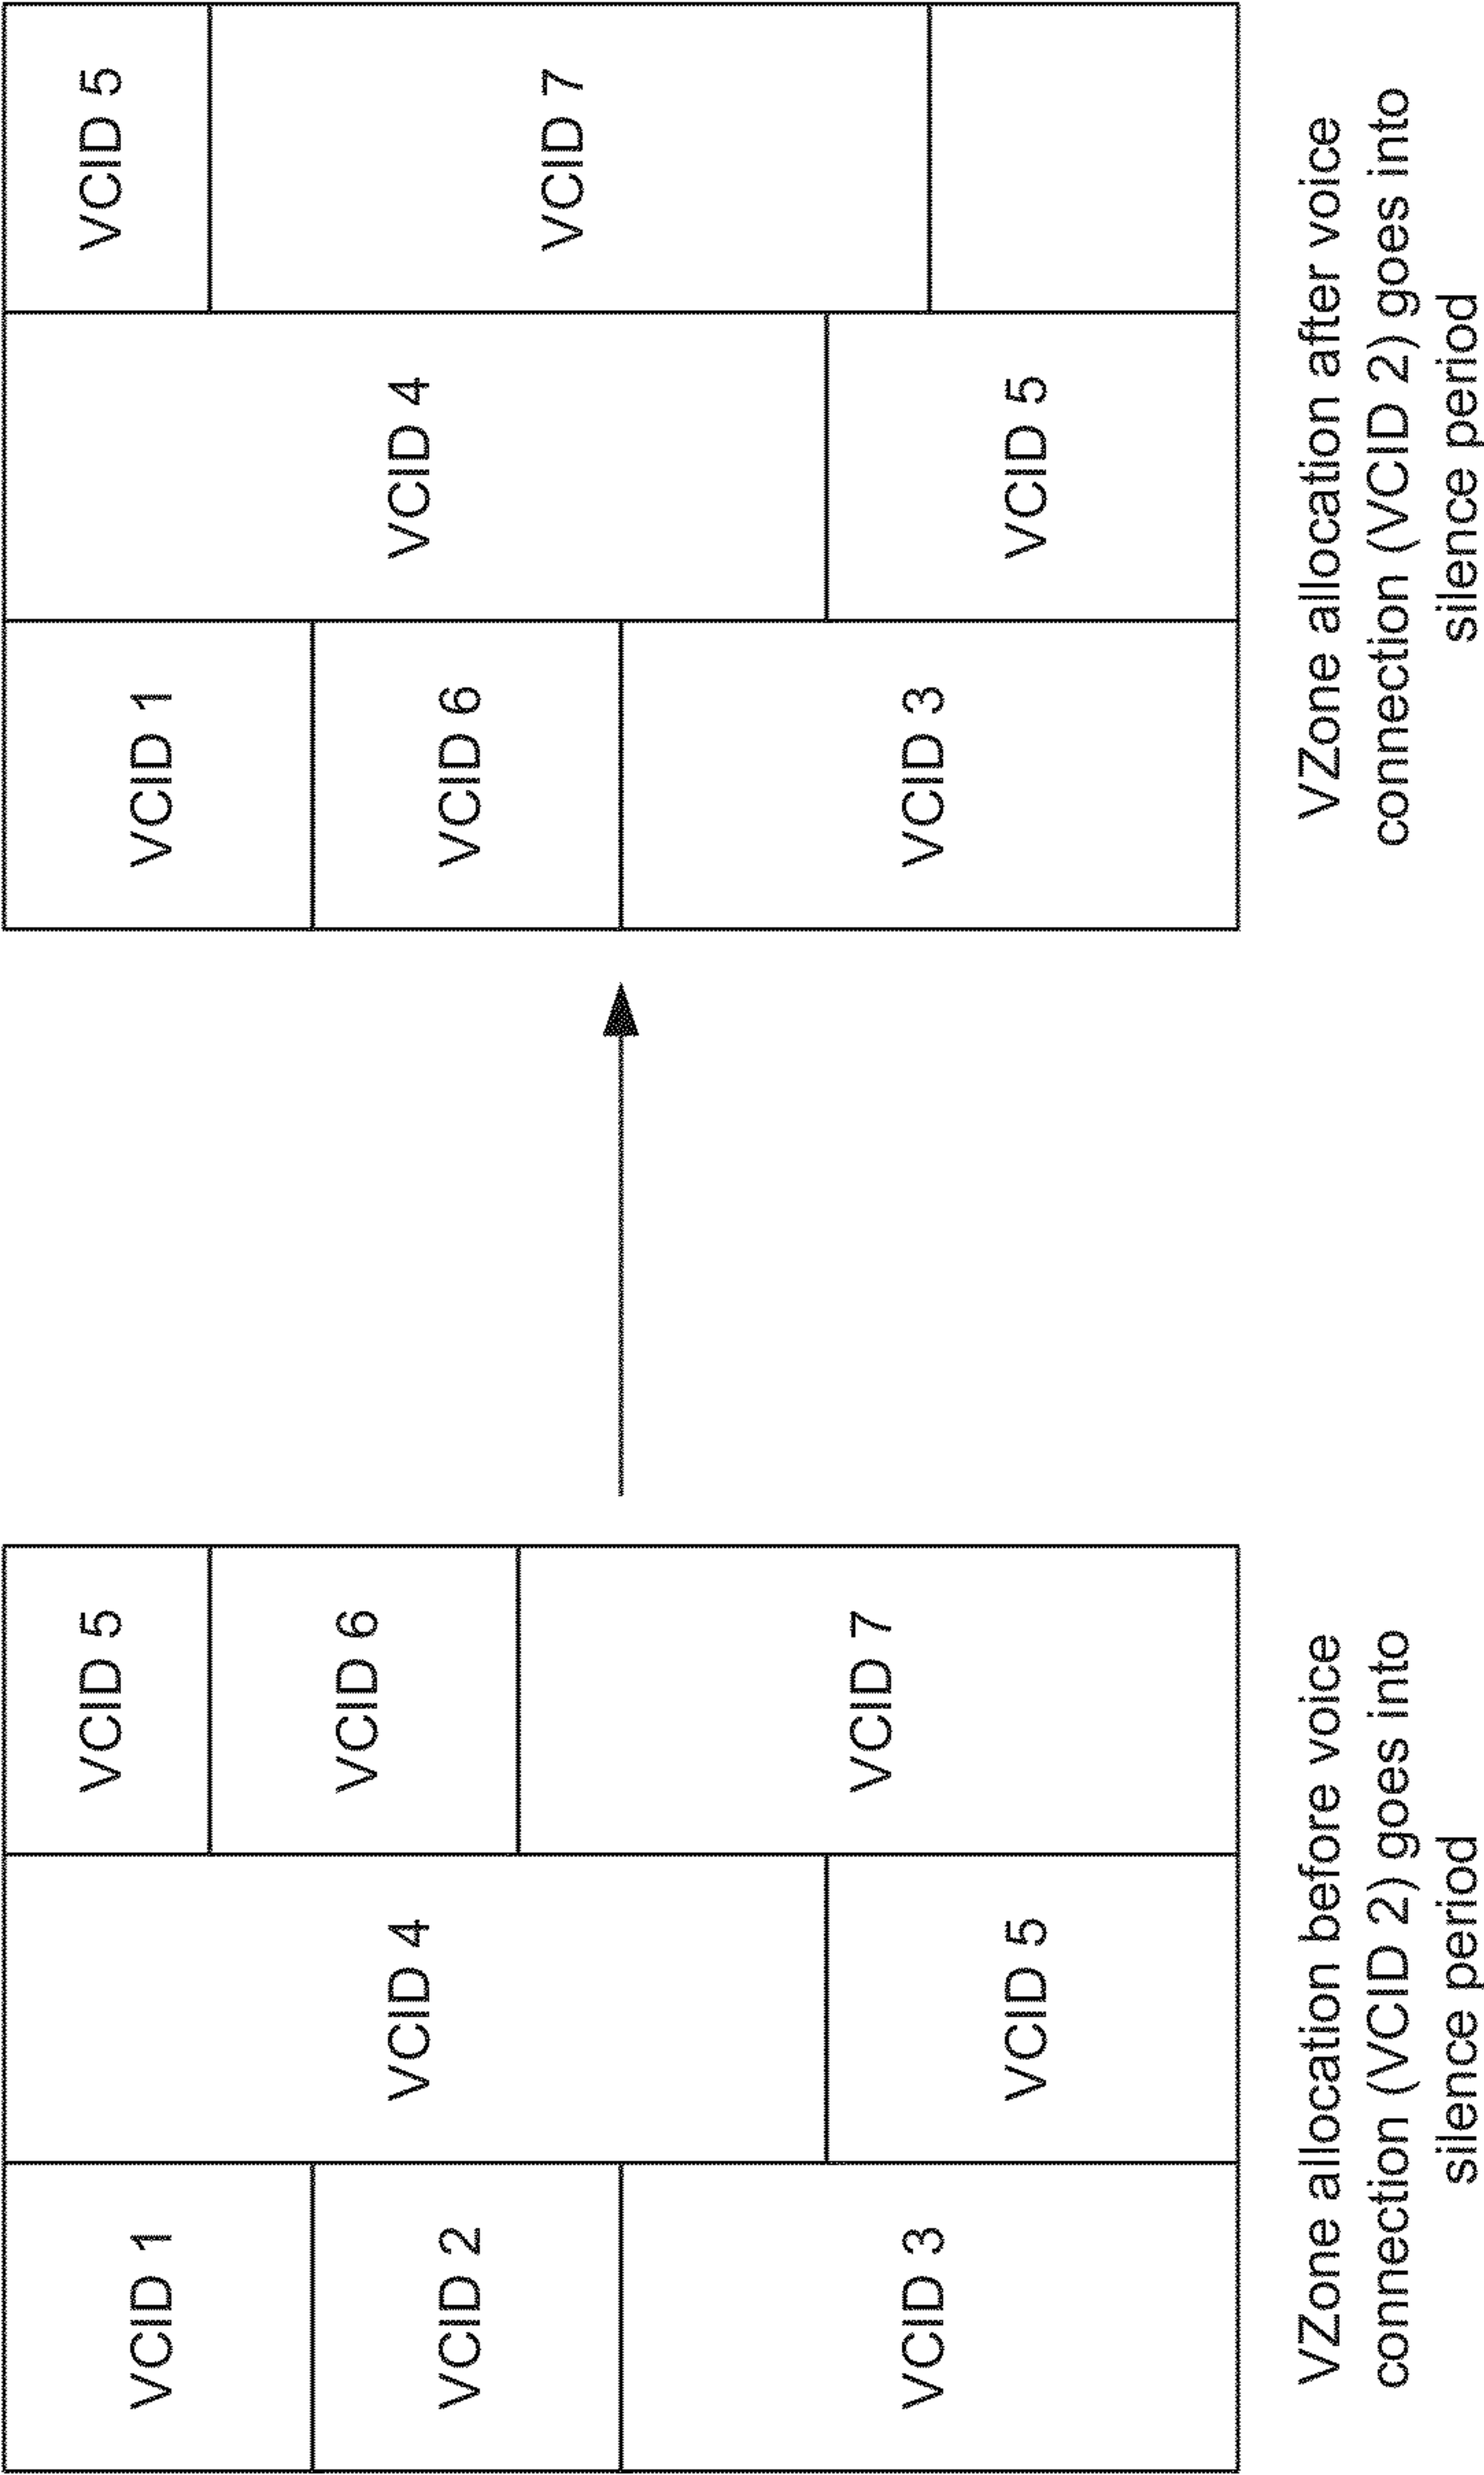 VCID 1
VCID 2
VCID 3
VCID 4
VCID 5
VCID 5
VCID 6
VCID 7
VZone allocation before voice
connection (VCID 2) goes into
silence period
VCID 1
VCID 6
VCID 3
VCID 4
VCID 5
VCID 5
VCID 7
VZone allocation after voice
connection (VCID 2) goes into
silence period